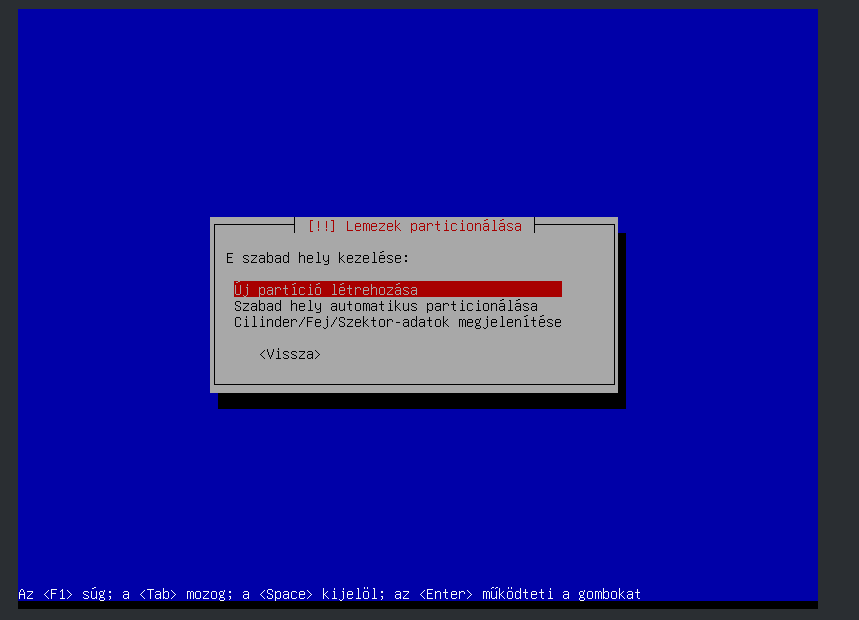 [!!] Lemezek particionálása
E szabad hely kezelése:
Új partíció létrehozása
Szabad hely automatikus particionálása
Cilinder/Fej/Szektor-adatok megjelenítése
<Vissza>
Az <F1> súg; a <Tab> mozog; a <Space> kijelöl; az <Enter> működteti a gombokat